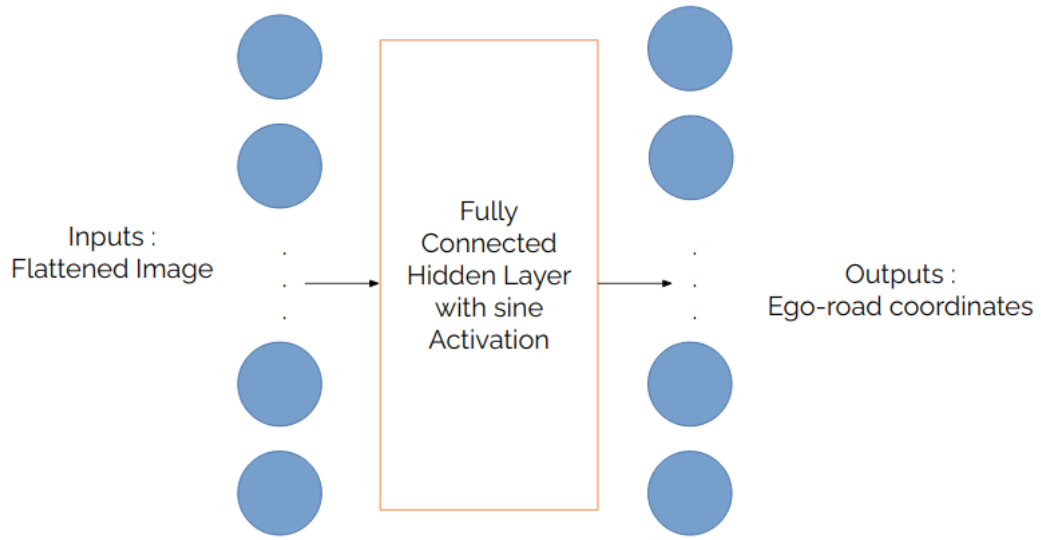 Inputs :
Flattened Image
Fully
Connected
Hidden Layer
with sine
Activation
Outputs :
Ego-road coordinates